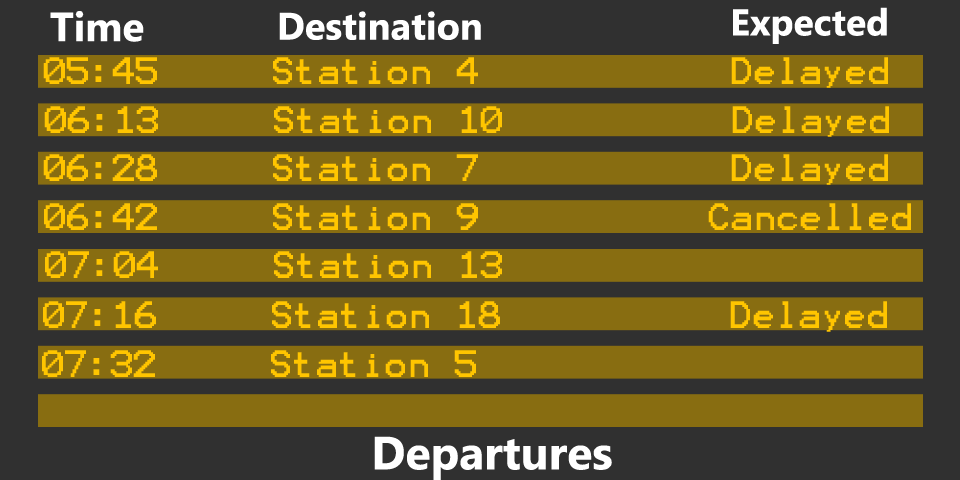 Time Destination Expected
05:45 Station 4 Delayed
06:13 Station 10 Delayed
06:28 Station 7 Delayed
06:42 Station 9 Cancelled
07:04 Station 13
07:16 Station 18 Delayed
07:32 Station 5
Departures